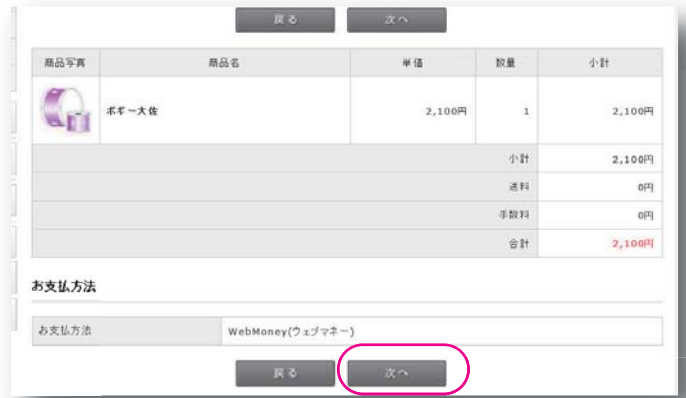 戻る 次へ
商品写真 商品名 単価 数量 小計
ボギー大佐 2,100円 1 2,100円
小計 2,100円
送料 0円
手数料 0円
合計 2,100円
お支払方法
お支払方法 WebMoney(ウェブマネー)
戻る 次へ